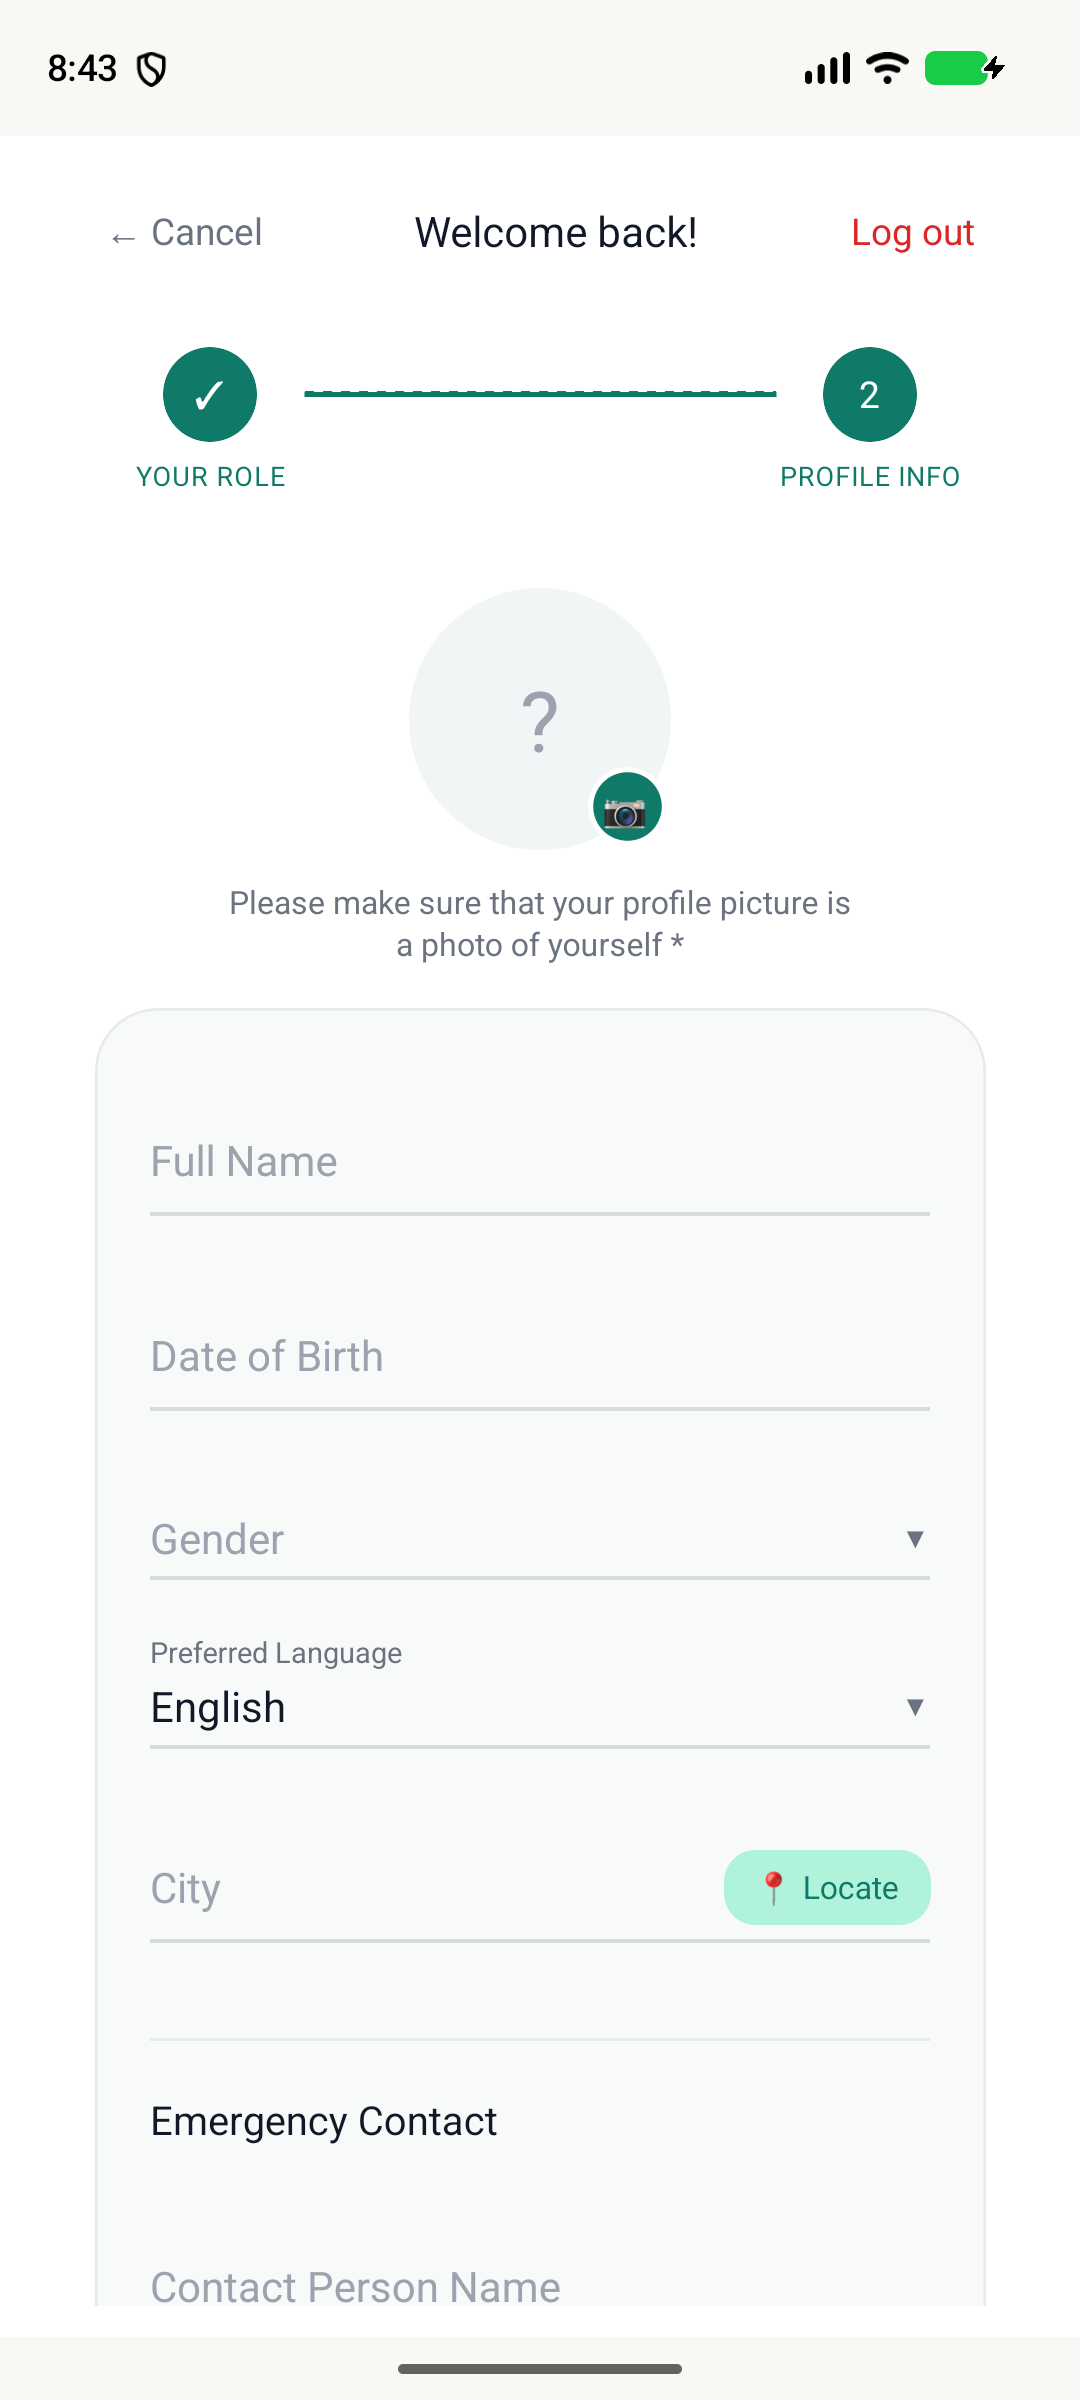 8:43
← Cancel
Welcome back!
Log out
✓
2
YOUR ROLE
PROFILE INFO
?
Please make sure that your profile picture is
a photo of yourself *
Full Name
Date of Birth
Gender
Preferred Language
English
City
Locate
Emergency Contact
Contact Person Name